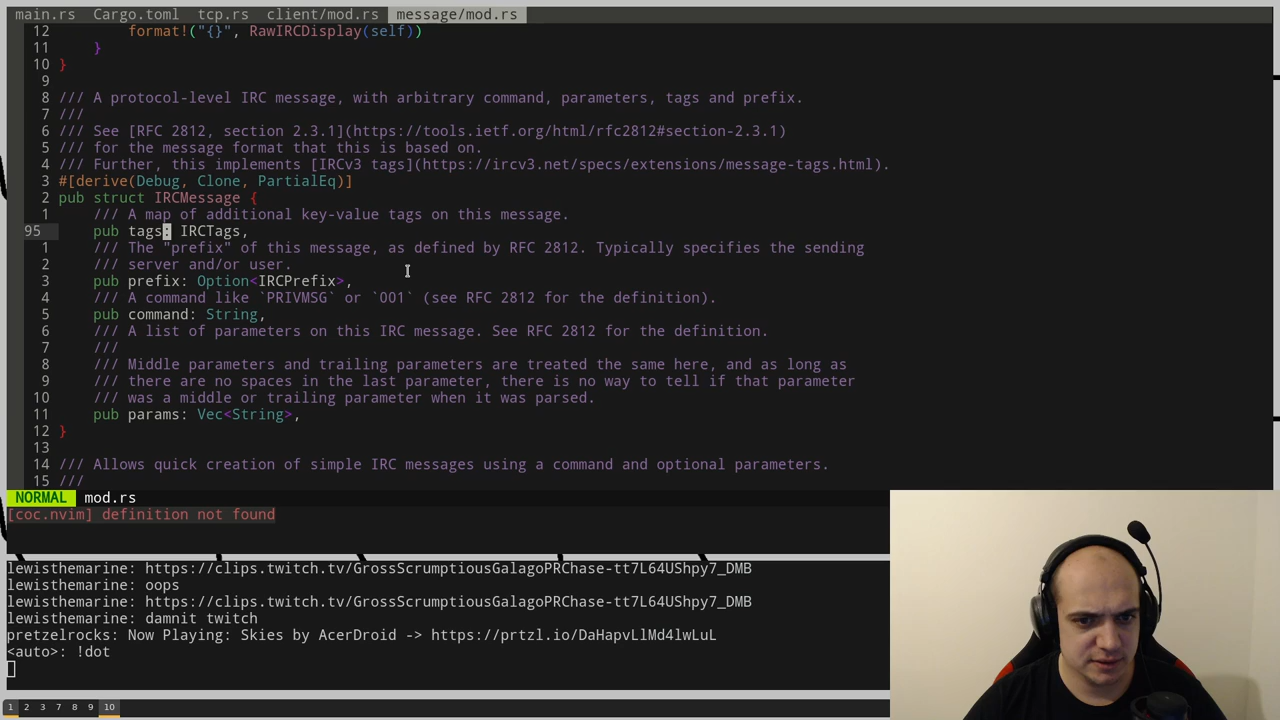 main.rs Cargo.toml tcp.rs client/mod.rs message/mod.rs
12 format!("{}", RawIRCDisplay(self))
11 }
10 }
9
8 /// A protocol-level IRC message, with arbitrary command, parameters, tags and prefix.
7 ///
6 /// See [RFC 2812, section 2.3.1](https://tools.ietf.org/html/rfc2812#section-2.3.1)
5 /// for the message format that this is based on.
4 /// Further, this implements [IRCv3 tags](https://ircv3.net/specs/extensions/message-tags.html).
3 #[derive(Debug, Clone, PartialEq)]
2 pub struct IRCMessage {
1 /// A map of additional key-value tags on this message.
95 pub tags: IRCTags,
1 /// The "prefix" of this message, as defined by RFC 2812. Typically specifies the sending
2 /// server and/or user.
3 pub prefix: Option<IRCPrefix>,
4 /// A command like `PRIVMSG` or `001` (see RFC 2812 for the definition).
5 pub command: String,
6 /// A list of parameters on this IRC message. See RFC 2812 for the definition.
7 ///
8 /// Middle parameters and trailing parameters are treated the same here, and as long as
9 /// there are no spaces in the last parameter, there is no way to tell if that parameter
10 /// was a middle or trailing parameter when it was parsed.
11 pub params: Vec<String>,
12 }
13
14 /// Allows quick creation of simple IRC messages using a command and optional parameters.
15 ///
NORMAL mod.rs
[coc.nvim] definition not found
lewisthemarine: https://clips.twitch.tv/GrossScrumptiousGalagoPRChase-tt7L64UShpy7_DMB
lewisthemarine: oops
lewisthemarine: https://clips.twitch.tv/GrossScrumptiousGalagoPRChase-tt7L64UShpy7_DMB
lewisthemarine: damnit twitch
pretzelrocks: Now Playing: Skies by AcerDroid -> https://prtzl.io/DaHapvLlMd4lwLuL
<auto>: !dot
1 2 3 7 8 9 10